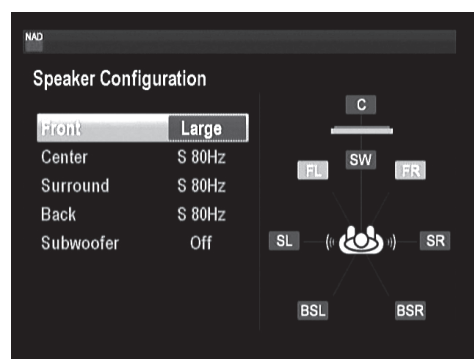 NAD
Speaker Configuration
Front Large
Center S 80Hz
Surround S 80Hz
Back S 80Hz
Subwoofer Off
C
SW
FL FR
SL SR
BSL BSR